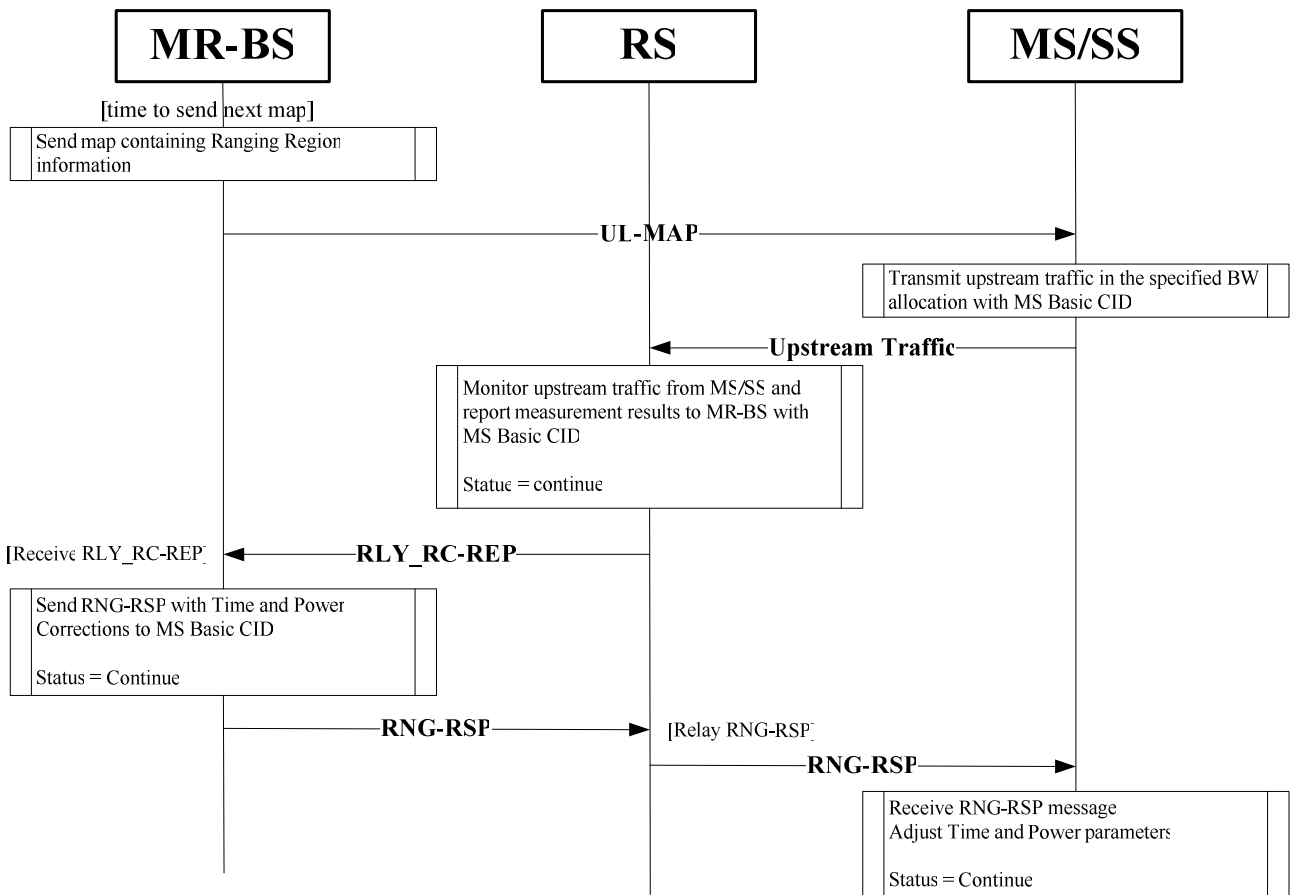 MR-BS
RS
MS/SS
[time to send next map]
Send map containing Ranging Region
information
UL-MAP
Transmit upstream traffic in the specified BW
allocation with MS Basic CID
Upstream Traffic
Monitor upstream traffic from MS/SS and
report measurement results to MR-BS with
MS Basic CID
Statue = continue
[Receive RLY_RC-REP]
RLY_RC-REP
Send RNG-RSP with Time and Power
Corrections to MS Basic CID
Status = Continue
RNG-RSP
[Relay RNG-RSP]
RNG-RSP
Receive RNG-RSP message
Adjust Time and Power parameters
Status = Continue